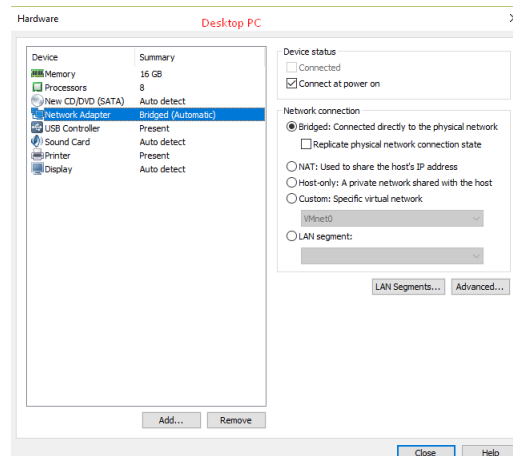 Hardware
Desktop PC
Device Summary
Memory 16 GB
Processors 8
New CD/DVD (SATA) Auto detect
Network Adapter Bridged (Automatic)
USB Controller Present
Sound Card Auto detect
Printer Present
Display Auto detect
Add... Remove
Device status
Connected
Connect at power on
Network connection
Bridged: Connected directly to the physical network
Replicate physical network connection state
NAT: Used to share the host's IP address
Host-only: A private network shared with the host
Custom: Specific virtual network
VMnet0
LAN segment:
LAN Segments... Advanced...
Close Help